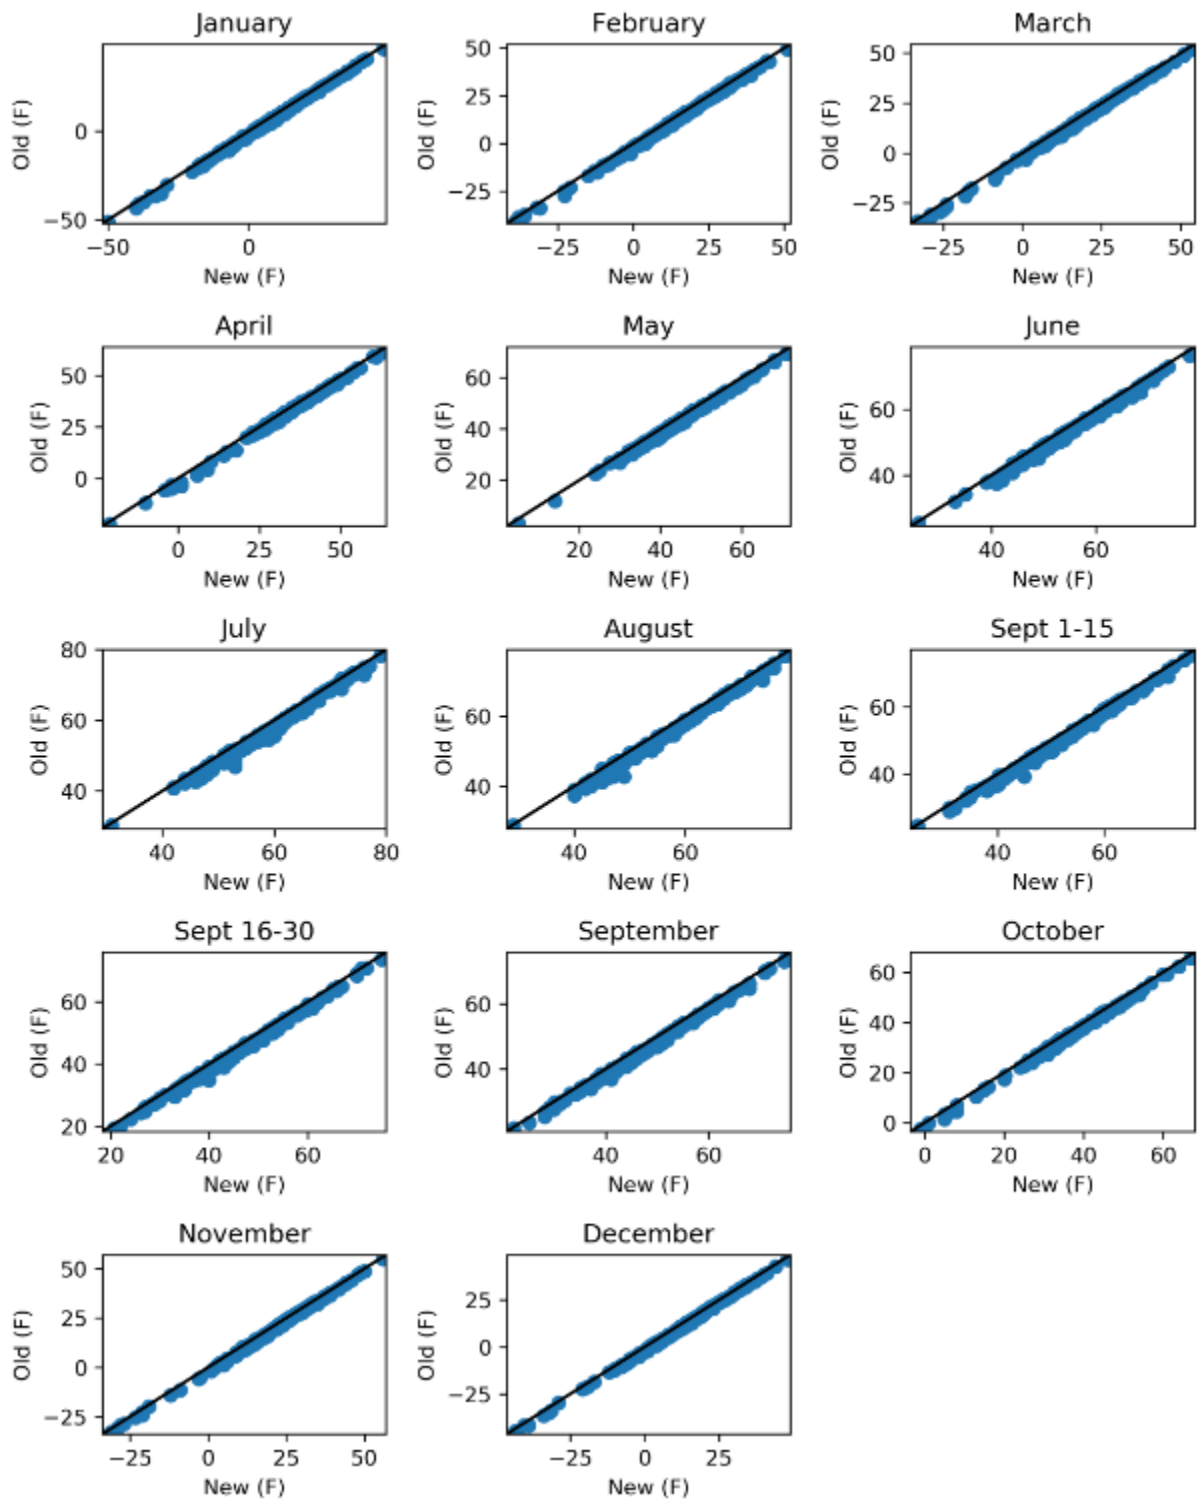 January February March
Old (F) 0 −50 Old (F) 50 25 0 −25 Old (F) 50 25 0 −25
−50 0 −25 0 25 50 −25 0 25 50
New (F) New (F) New (F)
April May June
Old (F) 50 25 0 Old (F) 60 40 20 Old (F) 60 40
0 25 50 20 40 60 40 60
New (F) New (F) New (F)
July August Sept 1-15
Old (F) 80 60 40 Old (F) 60 40 Old (F) 60 40
40 60 80 40 60 40 60
New (F) New (F) New (F)
Sept 16-30 September October
Old (F) 60 40 20 Old (F) 60 40 Old (F) 60 40 20 0
20 40 60 40 60 0 20 40 60
New (F) New (F) New (F)
November December
Old (F) 50 25 0 −25 Old (F) 25 0 −25
−25 0 25 50 −25 0 25
New (F) New (F)